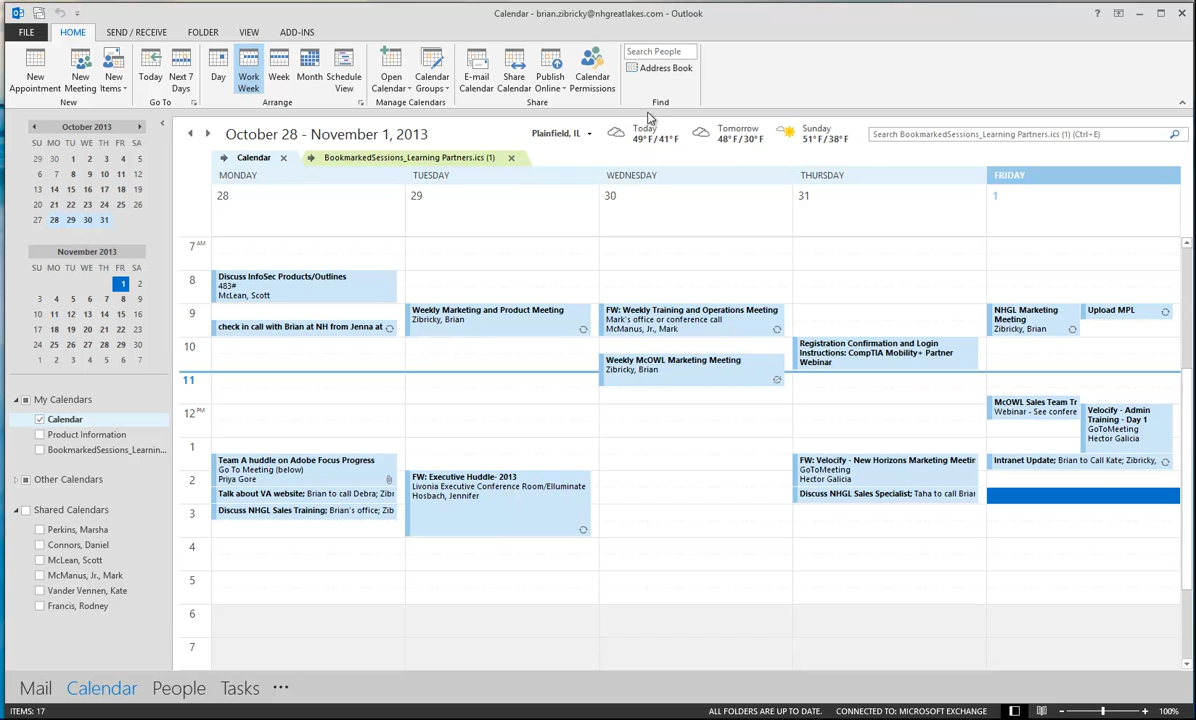 Calendar - brian.zibricky@nhgreatlakes.com - Outlook
?
FILE
HOME
SEND / RECEIVE
FOLDER
VIEW
ADD-INS
New
Appointment
New
Meeting
New
Items
Today
Next 7
Days
Day
Work
Week
Week
Month
Schedule
View
Open
Calendar
Calendar
Groups
E-mail
Calendar
Share
Calendar
Publish
Online
Calendar
Permissions
Search People
Address Book
New
Go To
Arrange
Manage Calendars
Share
Find
October 2013
SU MO TU WE TH FR SA
29 30 1 2 3 4 5
6 7 8 9 10 11 12
13 14 15 16 17 18 19
20 21 22 23 24 25 26
27 28 29 30 31
November 2013
SU MO TU WE TH FR SA
1 2
3 4 5 6 7 8 9
10 11 12 13 14 15 16
17 18 19 20 21 22 23
24 25 26 27 28 29 30
1 2 3 4 5 6 7
My Calendars
Calendar
Product Information
BookmarkedSessions_Learnin...
Other Calendars
Shared Calendars
Perkins, Marsha
Connors, Daniel
McLean, Scott
McManus, Jr., Mark
Vander Vennen, Kate
Francis, Rodney
October 28 - November 1, 2013
Plainfield, IL
Today
49°F/41°F
Tomorrow
48°F/30°F
Sunday
51°F/38°F
Search BookmarkedSessions_Learning Partners.ics (1) (Ctrl+E)
Calendar
BookmarkedSessions_Learning Partners.ics (1)
MONDAY
TUESDAY
WEDNESDAY
THURSDAY
FRIDAY
28
29
30
31
1
7 AM
8
9
10
11
12 PM
1
2
3
4
5
6
7
Discuss InfoSec Products/Outlines
483#
McLean, Scott
check in call with Brian at NH from Jenna at
Team A huddle on Adobe Focus Progress
Go To Meeting (below)
Priya Gore
Talk about VA website; Brian to call Debra; Zibr
Discuss NHGL Sales Training; Brian's office; Zib
Weekly Marketing and Product Meeting
Zibricky, Brian
FW: Executive Huddle- 2013
Livonia Executive Conference Room/Elluminate
Hosbach, Jennifer
FW: Weekly Training and Operations Meeting
Mark's office or conference call
McManus, Jr., Mark
Weekly McOWL Marketing Meeting
Zibricky, Brian
Registration Confirmation and Login
Instructions: CompTIA Mobility+ Partner
Webinar
FW: Velocify - New Horizons Marketing Meetin
GoToMeeting
Hector Galicia
Discuss NHGL Sales Specialist; Taha to call Brian
NHGL Marketing
Meeting
Zibricky, Brian
Upload MPL
McOWL Sales Team Tr
Webinar - See confere
Velocify - Admin
Training - Day 1
GoToMeeting
Hector Galicia
Intranet Update; Brian to Call Kate; Zibricky,
Mail
Calendar
People
Tasks
•••
ITEMS: 17
ALL FOLDERS ARE UP TO DATE.
CONNECTED TO: MICROSOFT EXCHANGE
100%